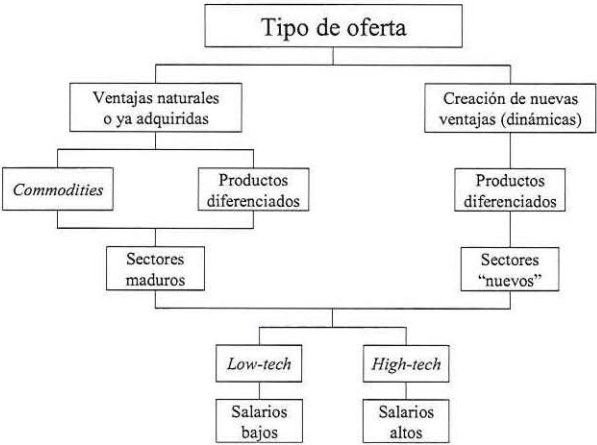 Tipo de oferta
Ventajas naturales
o ya adquiridas
Creación de nuevas
ventajas (dinámicas)
Commodities
Productos
diferenciados
Productos
diferenciados
Sectores
maduros
Sectores
“nuevos”
Low-tech
High-tech
Salarios
bajos
Salarios
altos